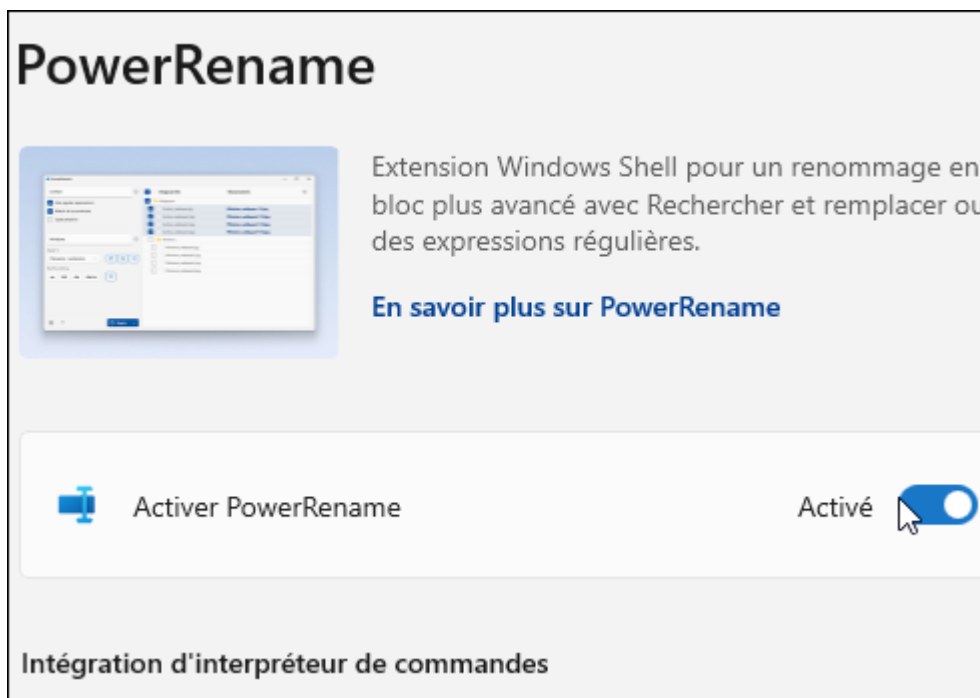 PowerRename
Extension Windows Shell pour un renommage en
bloc plus avancé avec Rechercher et remplacer ou
des expressions régulières.
En savoir plus sur PowerRename
Activer PowerRename
Activé
Intégration d'interpréteur de commandes